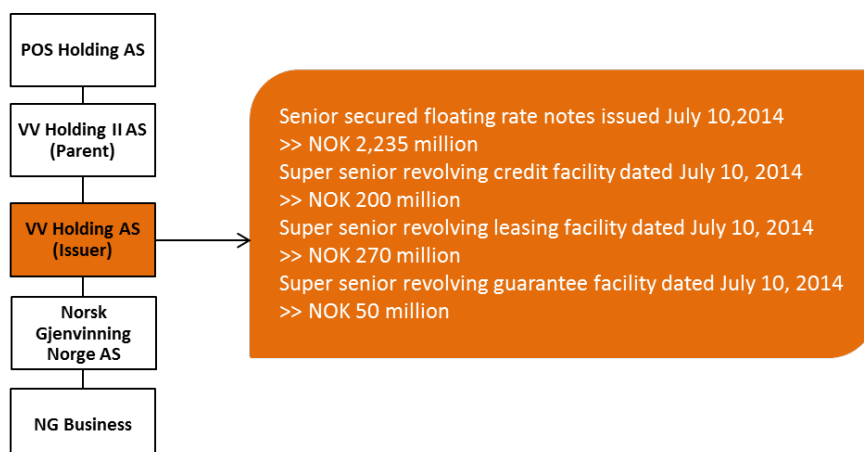 POS Holding AS
VV Holding II AS
(Parent)
VV Holding AS
(Issuer)
Norsk
Gjenvinning
Norge AS
NG Business
Senior secured floating rate notes issued July 10,2014
>> NOK 2,235 million
Super senior revolving credit facility dated July 10, 2014
>> NOK 200 million
Super senior revolving leasing facility dated July 10, 2014
>> NOK 270 million
Super senior revolving guarantee facility dated July 10, 2014
>> NOK 50 million